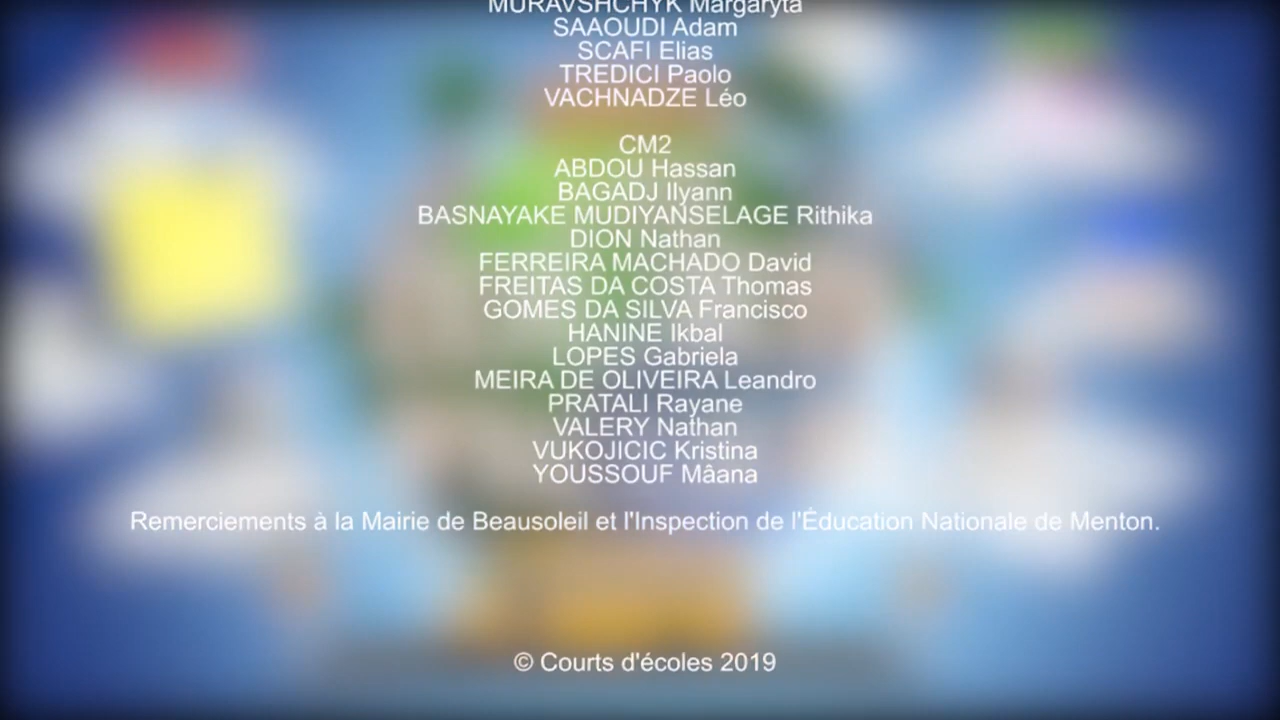 MURAVSHCHYK Margaryta
SAAOUDI Adam
SCAFI Elias
TREDICI Paolo
VACHNADZE Léo
CM2
ABDOU Hassan
BAGADJ Ilyann
BASNAYAKE MUDIYANSELAGE Rithika
DION Nathan
FERREIRA MACHADO David
FREITAS DA COSTA Thomas
GOMES DA SILVA Francisco
HANINE Ikbal
LOPES Gabriela
MEIRA DE OLIVEIRA Leandro
PRATALI Rayane
VALERY Nathan
VUKOJICIC Kristina
YOUSSOUF Mâana
Remerciements à la Mairie de Beausoleil et l'Inspection de l'Éducation Nationale de Menton.
© Courts d'écoles 2019